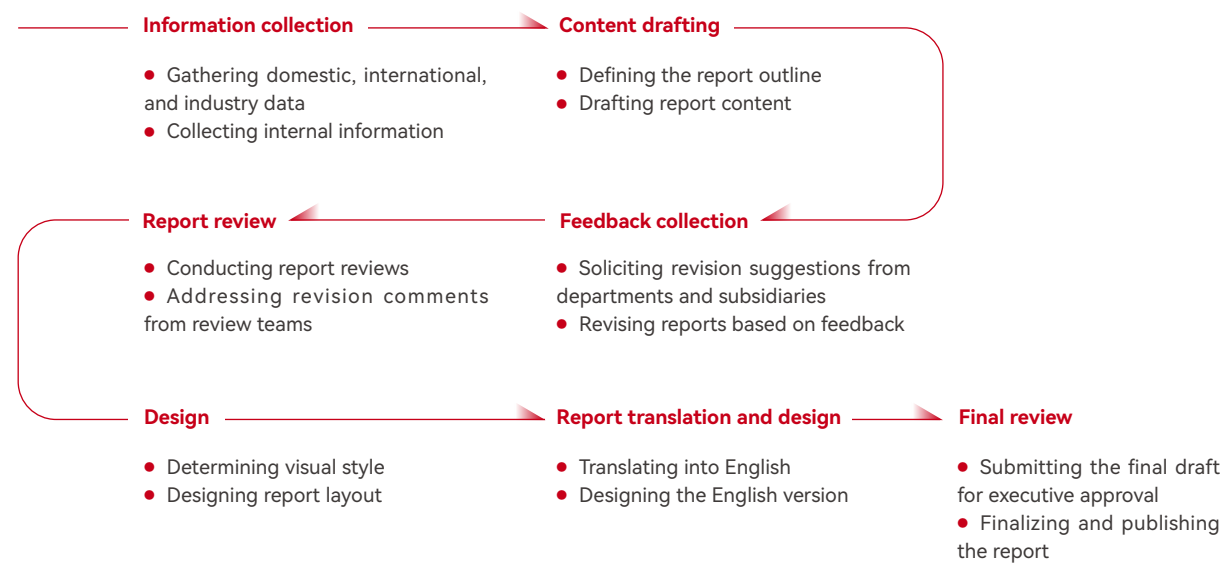 Information collection
● Gathering domestic, international,
and industry data
● Collecting internal information
Content drafting
● Defining the report outline
● Drafting report content
Feedback collection
● Soliciting revision suggestions from
departments and subsidiaries
● Revising reports based on feedback
Report review
● Conducting report reviews
● Addressing revision comments
from review teams
Design
● Determining visual style
● Designing report layout
Report translation and design
● Translating into English
● Designing the English version
Final review
● Submitting the final draft
for executive approval
● Finalizing and publishing
the report